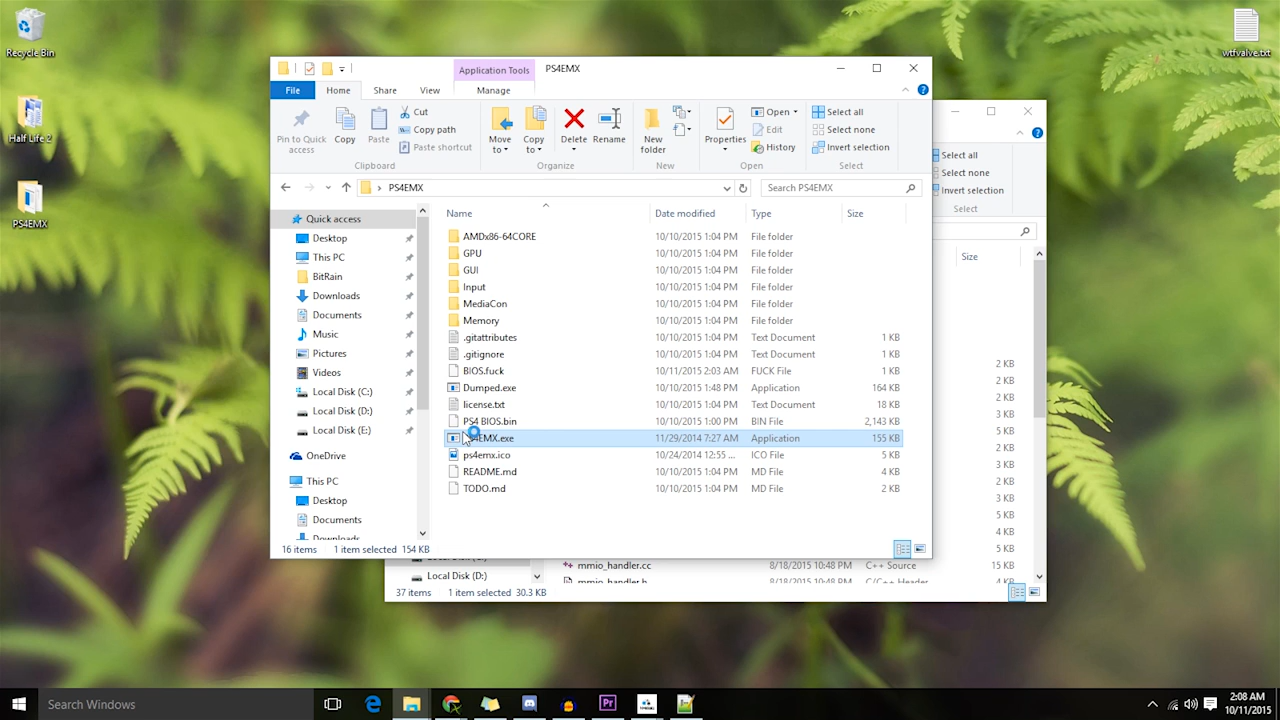 Recycle Bin
Half Life 2
PS4EMX
wtfvalve.txt
Application Tools PS4EMX
File Home Share View Manage
Pin to Quick access
Copy
Paste
Cut
Copy path
Paste shortcut
Clipboard
Move to
Copy to
Delete
Rename
Organize
New folder
New
Properties
Open
Edit
History
Open
Select all
Select none
Invert selection
Select
PS4EMX
Search PS4EMX
Quick access
Desktop
This PC
BitRain
Downloads
Documents
Music
Pictures
Videos
Local Disk (C:)
Local Disk (D:)
Local Disk (E:)
OneDrive
This PC
Desktop
Documents
Downloads
Name Date modified Type Size
AMDx86-64CORE 10/10/2015 1:04 PM File folder
GPU 10/10/2015 1:04 PM File folder
GUI 10/10/2015 1:04 PM File folder
Input 10/10/2015 1:04 PM File folder
MediaCon 10/10/2015 1:04 PM File folder
Memory 10/10/2015 1:04 PM File folder
.gitattributes 10/10/2015 1:04 PM Text Document 1 KB
.gitignore 10/10/2015 1:04 PM Text Document 1 KB
BIOS.fuck 10/11/2015 2:03 AM FUCK File 1 KB
Dumped.exe 10/10/2015 1:48 PM Application 164 KB
license.txt 10/10/2015 1:04 PM Text Document 18 KB
PS4 BIOS.bin 10/10/2015 1:00 PM BIN File 2,143 KB
PS4EMX.exe 11/29/2014 7:27 AM Application 155 KB
ps4emx.ico 10/24/2014 12:55 ... ICO File 5 KB
README.md 10/10/2015 1:04 PM MD File 4 KB
TODO.md 10/10/2015 1:04 PM MD File 2 KB
16 items 1 item selected 154 KB
Select all
Select none
Invert selection
Select
Size
2 KB
2 KB
2 KB
3 KB
5 KB
2 KB
3 KB
2 KB
3 KB
5 KB
4 KB
5 KB
mmio_handler.cc 8/18/2015 10:48 PM C++ Source 15 KB
mmio_handler.h 8/18/2015 10:48 PM C/C++ Header 4 KB
Local Disk (D:)
37 items 1 item selected 30.3 KB
Search Windows
Pr
2:08 AM
10/11/2015